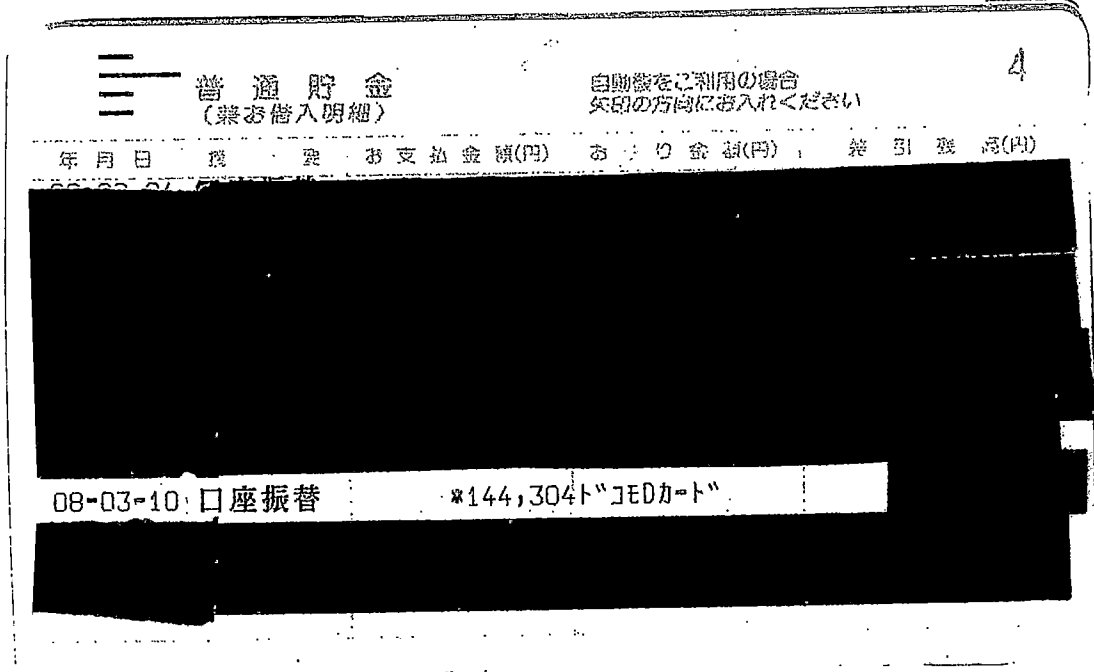 4
普通貯金
(兼お借入明細)
自動機をご利用の場合
矢印の方向にお入れください
年月日 摘 要 お支払金額(円) お り金額(円) 差引残高(円)
08-03-10 口座振替 *144,304 ドコモDカード